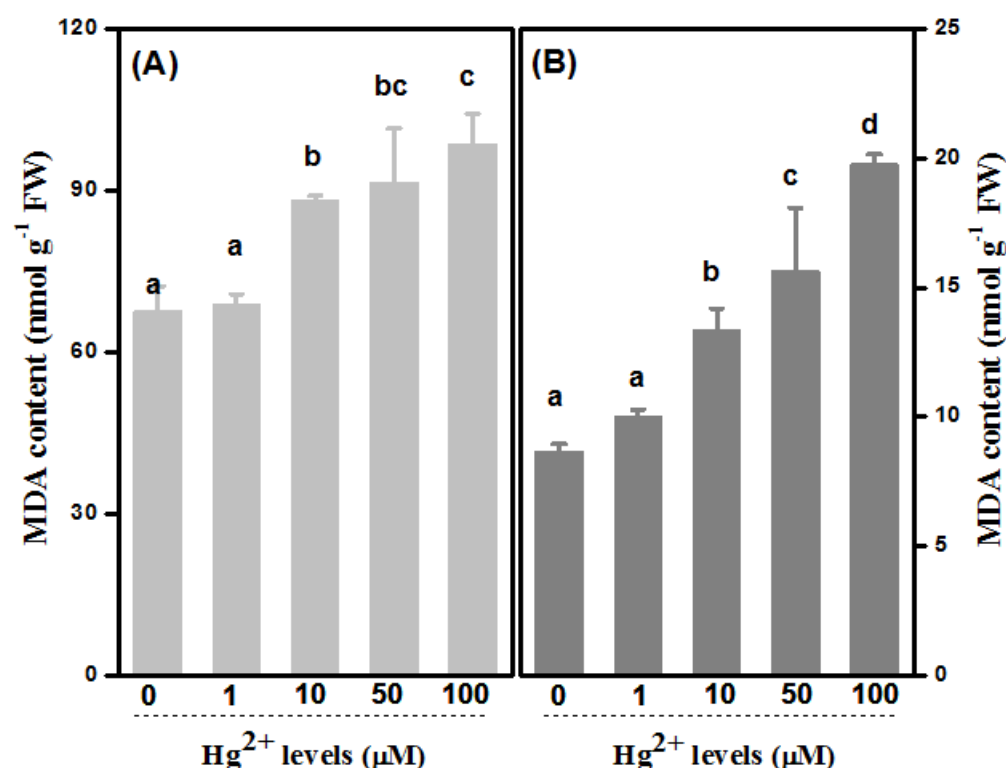 MDA content (nmol g⁻¹ FW)
120
90
60
30
0
(A)
a
a
b
bc
c
0 1 10 50 100
Hg²⁺ levels (μM)
(B)
a
a
b
c
d
0 1 10 50 100
Hg²⁺ levels (μM)
25
20
15
10
5
0
MDA content (nmol g⁻¹ FW)